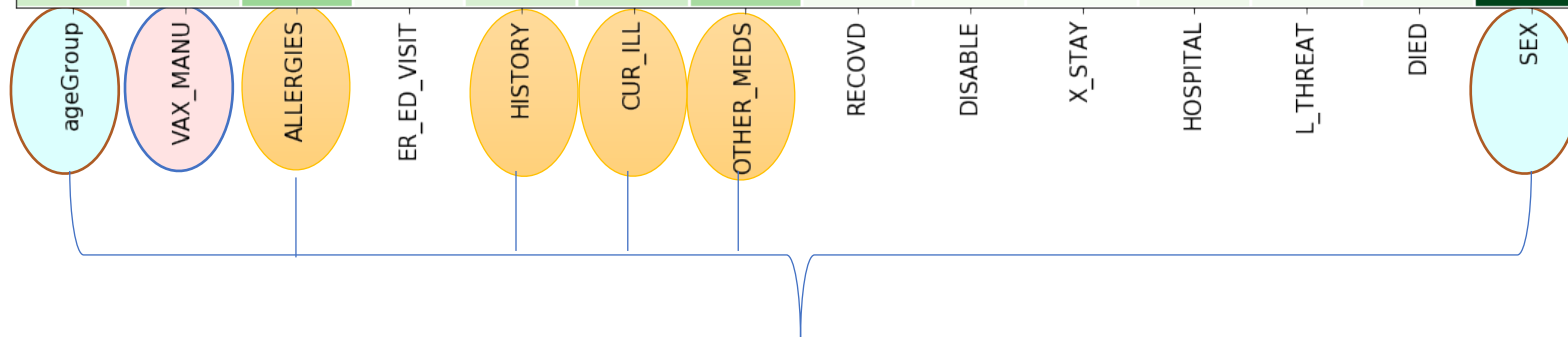 ageGroup
VAX_MANU
ALLERGIES
ER_ED_VISIT
HISTORY
CUR_ILL
OTHER_MEDS
RECOVD
DISABLE
X_STAY
HOSPITAL
L_THREAT
DIED
SEX